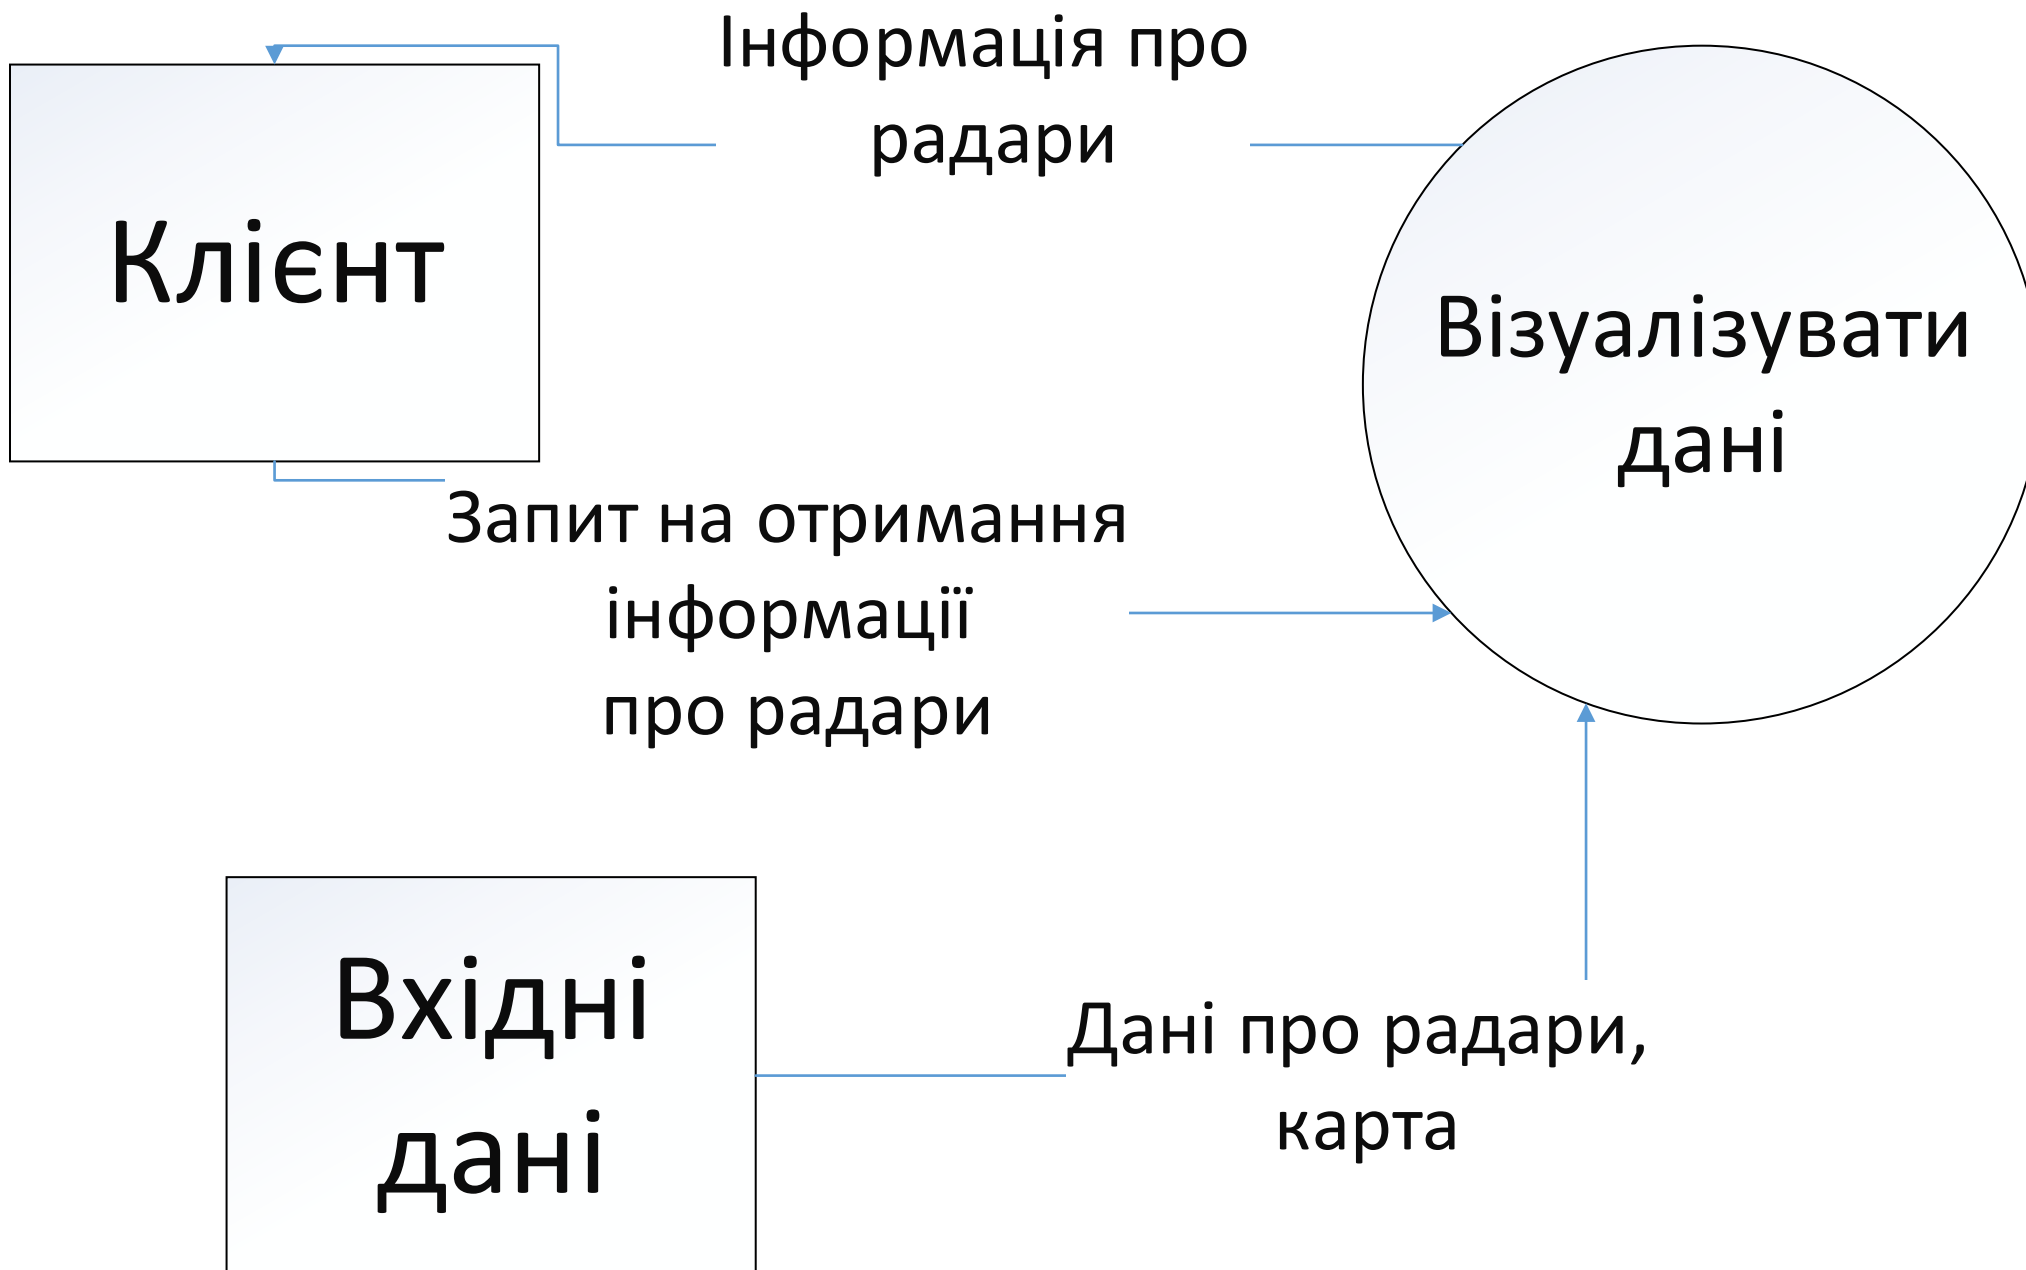 Інформація про
радари
Клієнт
Візуалізувати
дані
Запит на отримання
інформації
про радари
Вхідні
дані
Дані про радари,
карта